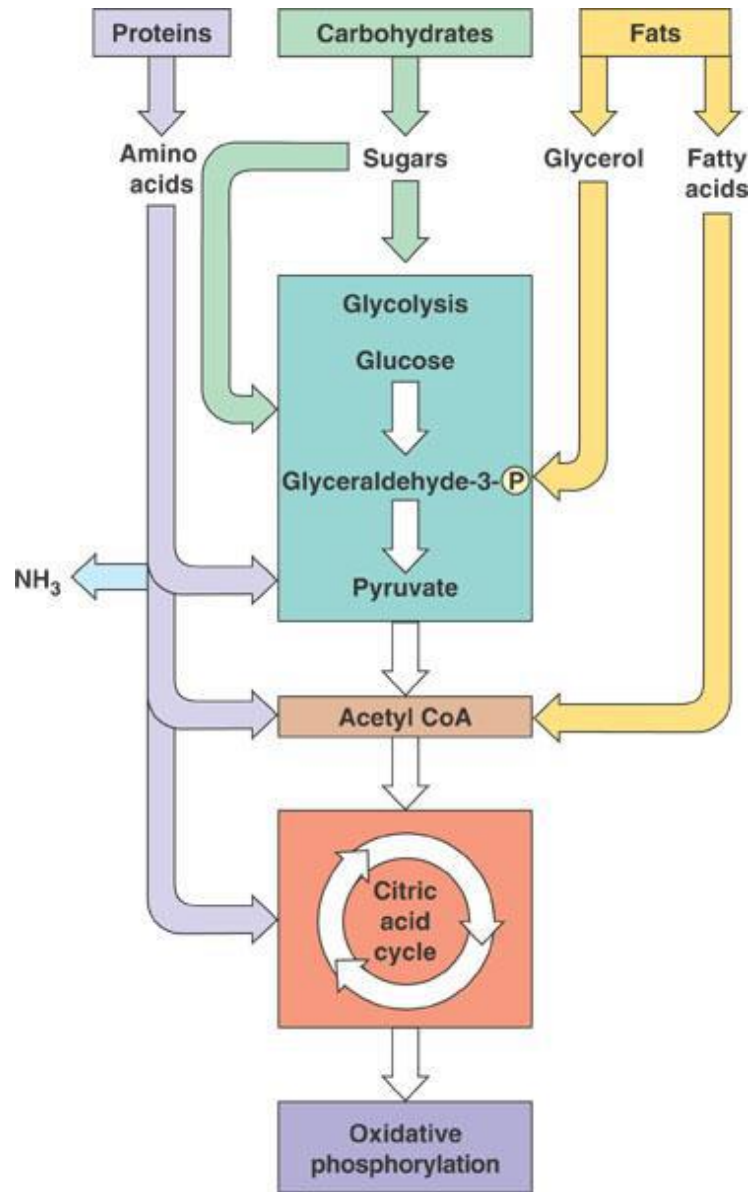 Proteins
Carbohydrates
Fats
Amino
acids
Sugars
Glycerol
Fatty
acids
Glycolysis
Glucose
Glyceraldehyde-3-P
NH₃
Pyruvate
Acetyl CoA
Citric
acid
cycle
Oxidative
phosphorylation